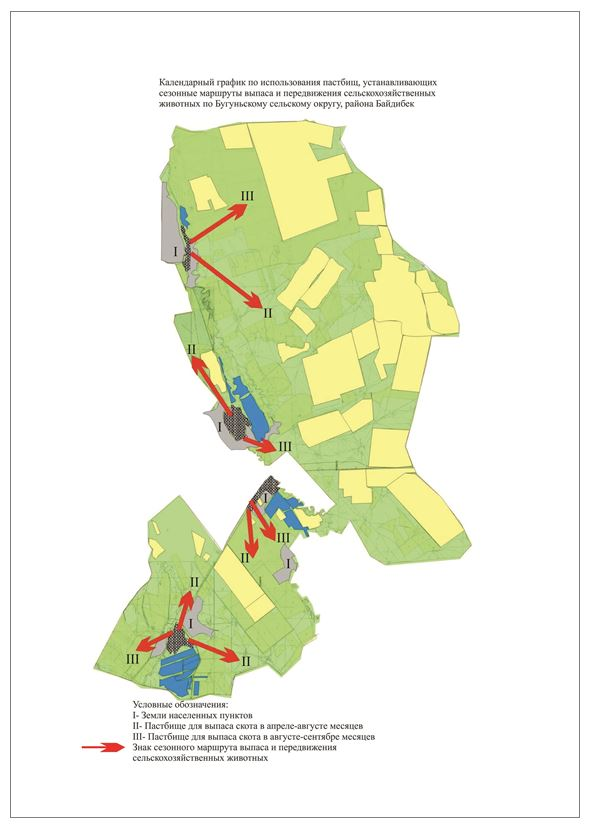 Календарный график по использования пастбищ, устанавливающих
сезонные маршруты выпаса и передвижения сельскохозяйственных
животных по Бугуньскому сельскому округу, района Байдибек
III
I
II
II
I
III
I
III
II
I
II
I
III
II
Условные обозначения:
I- Земли населенных пунктов
II- Пастбище для выпаса скота в апреле-августе месяцев
III- Пастбище для выпаса скота в августе-сентябре месяцев
Знак сезонного маршрута выпаса и передвижения
сельскохозяйственных животных